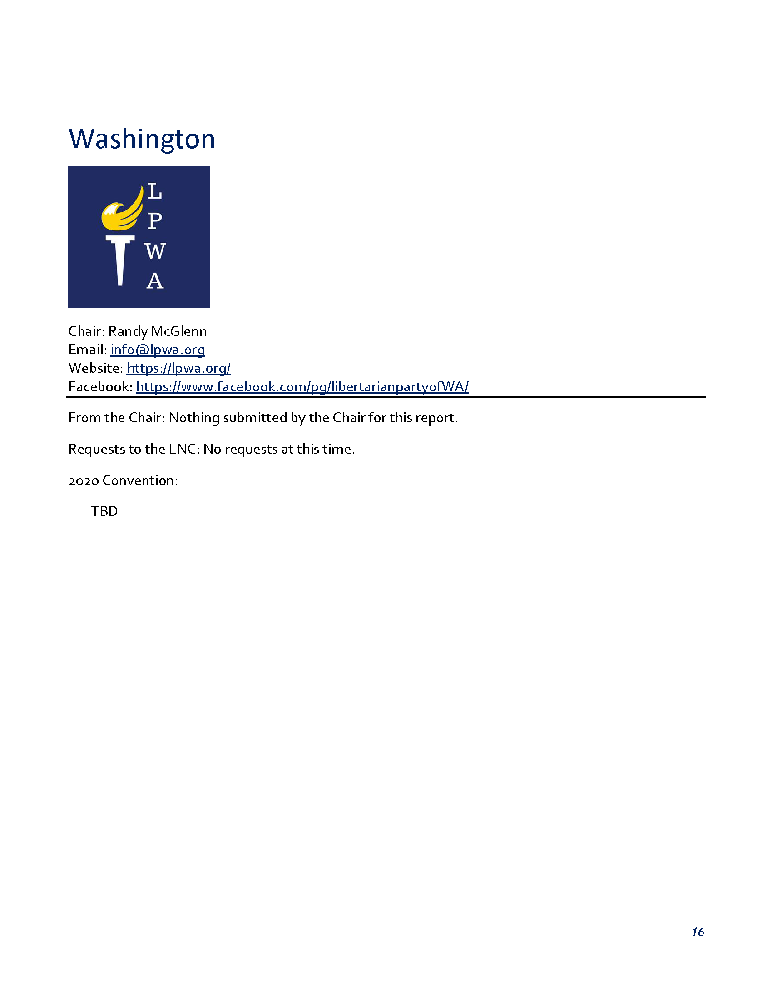 Washington
L
P
W
A
Chair: Randy McGlenn
Email: info@lpwa.org
Website: https://lpwa.org/
Facebook: https://www.facebook.com/pg/libertarianpartyofWA/
From the Chair: Nothing submitted by the Chair for this report.
Requests to the LNC: No requests at this time.
2020 Convention:
TBD
16